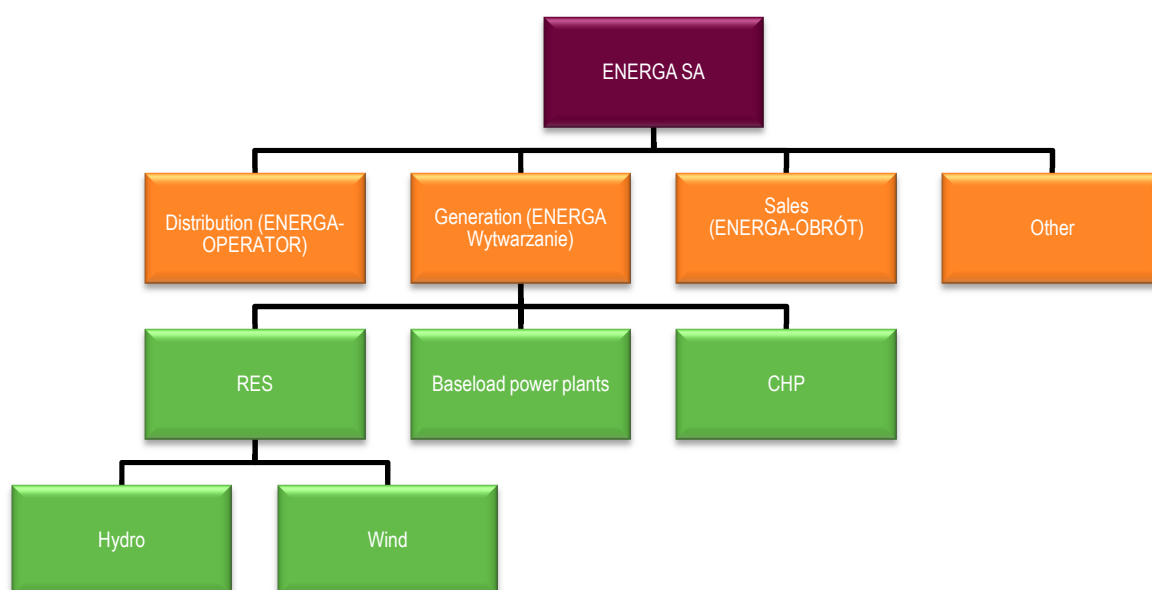 ENERGA SA
Distribution (ENERGA-
OPERATOR)
Generation (ENERGA
Wytwarzanie)
Sales
(ENERGA-OBRÓT)
Other
RES
Baseload power plants
CHP
Hydro
Wind